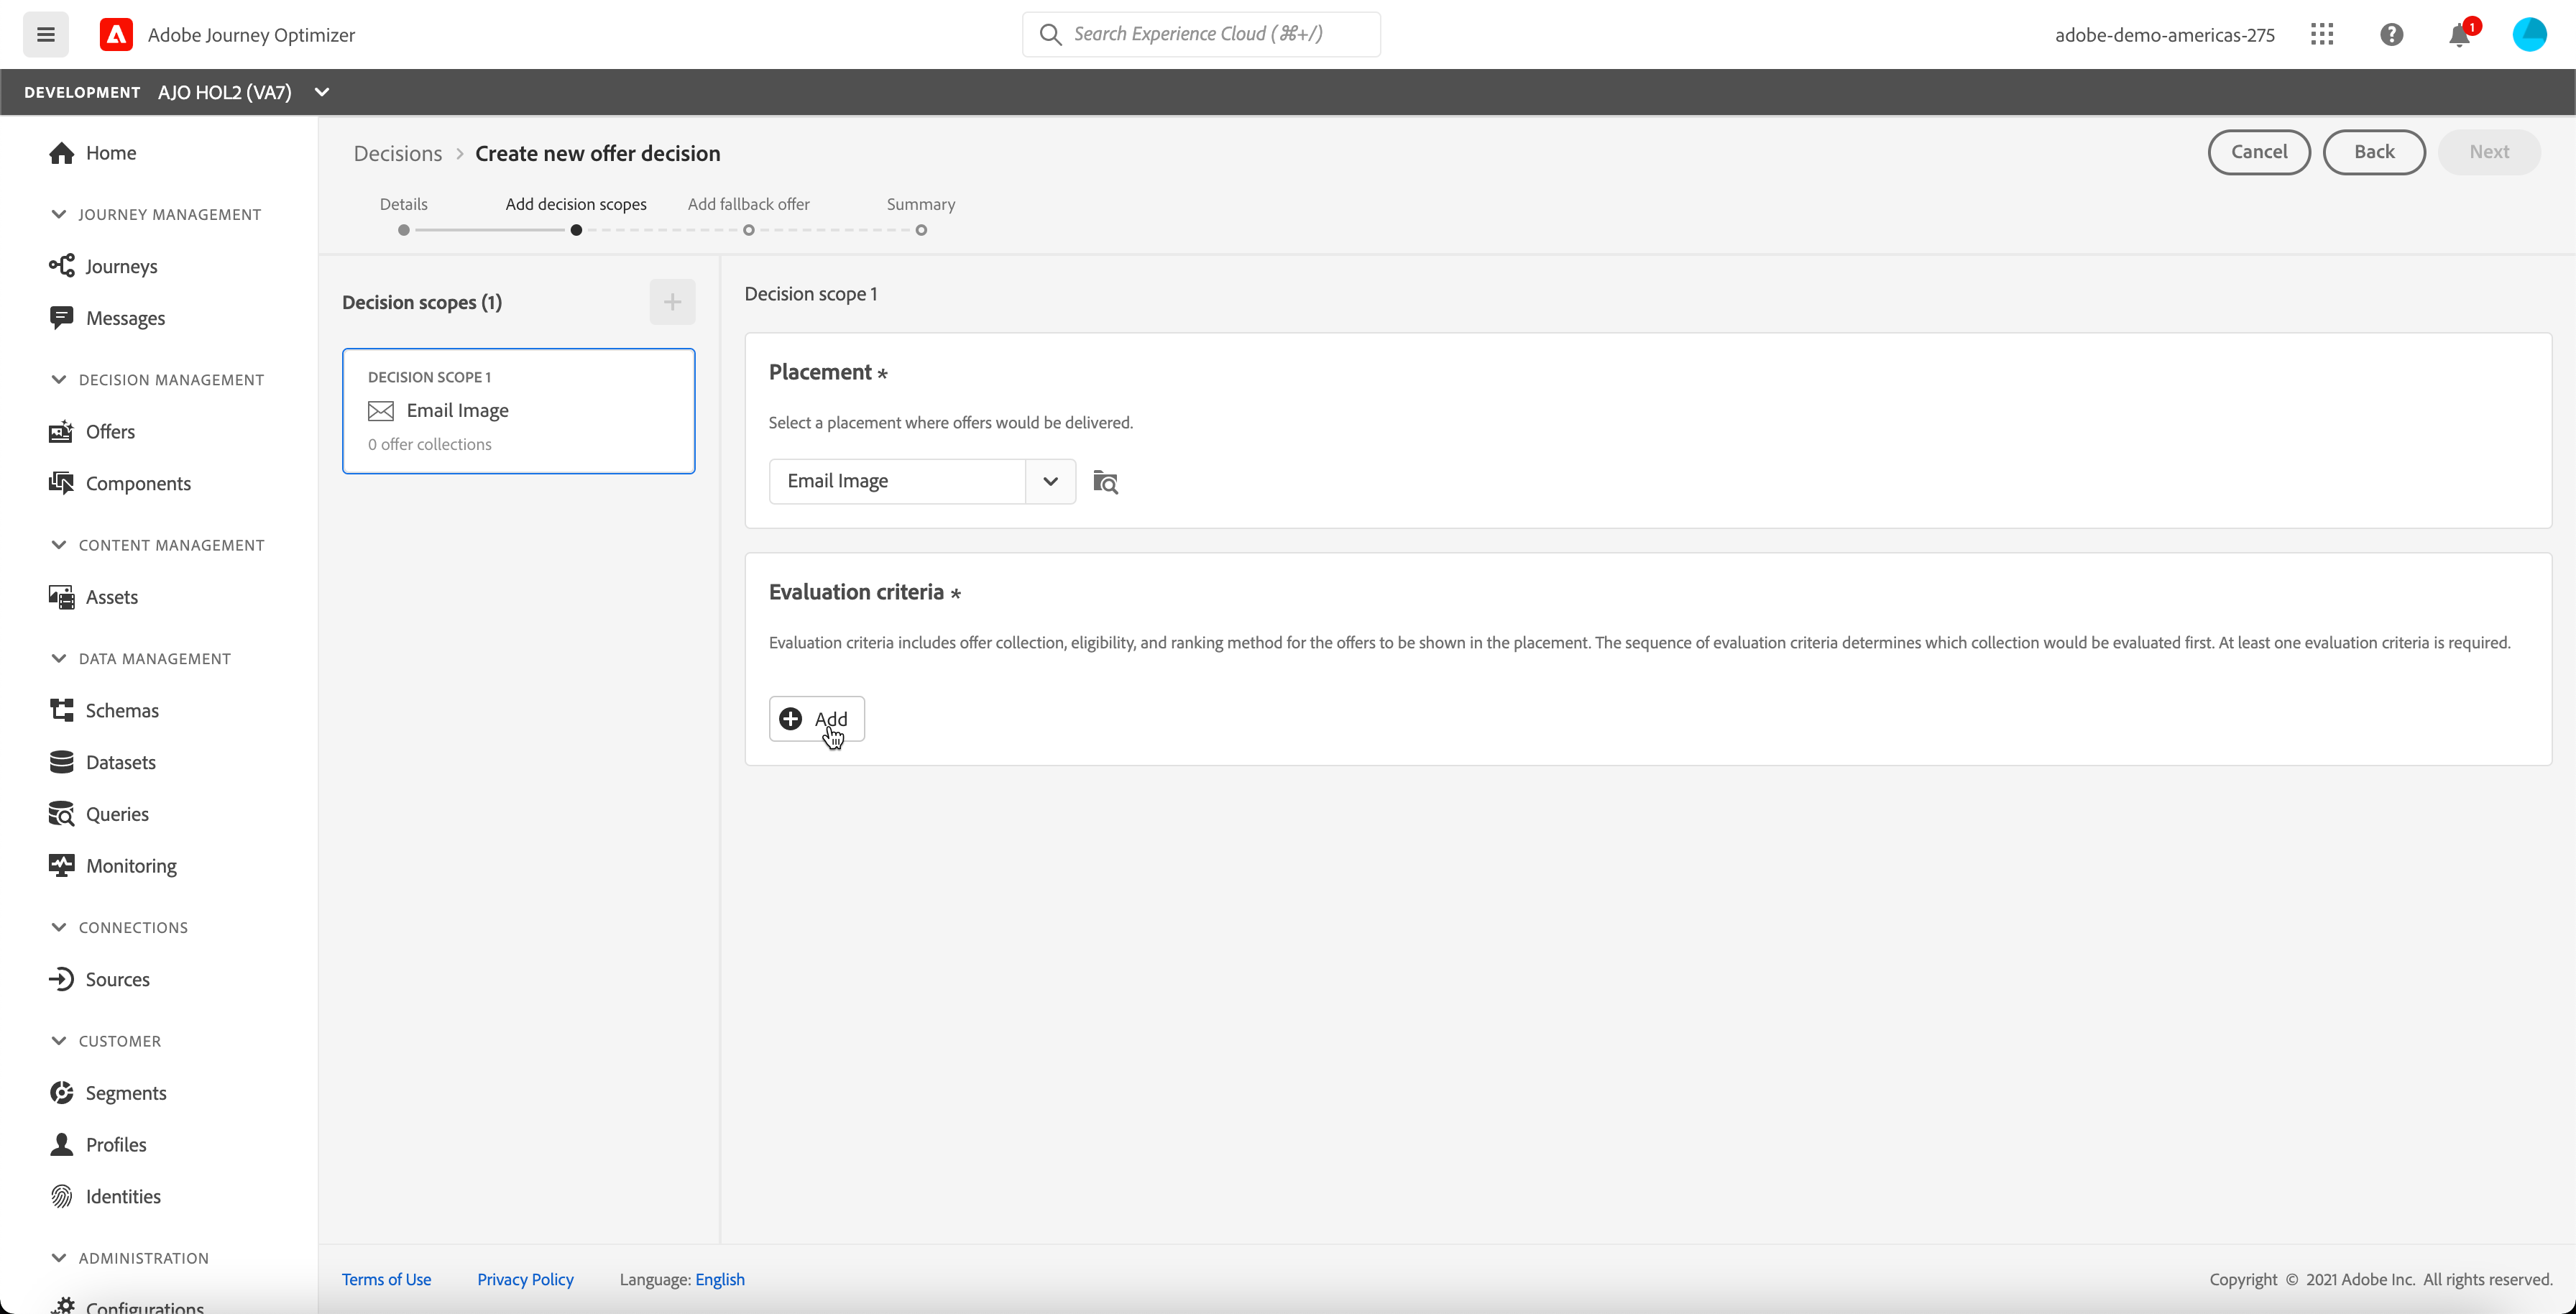 Adobe Journey Optimizer
Search Experience Cloud (⌘+/)
adobe-demo-americas-275
1
DEVELOPMENT AJO HOL2 (VA7)
Home
JOURNEY MANAGEMENT
Journeys
Messages
DECISION MANAGEMENT
Offers
Components
CONTENT MANAGEMENT
Assets
DATA MANAGEMENT
Schemas
Datasets
Queries
Monitoring
CONNECTIONS
Sources
CUSTOMER
Segments
Profiles
Identities
ADMINISTRATION
Configurations
Decisions > Create new offer decision
Cancel
Back
Next
Details
Add decision scopes
Add fallback offer
Summary
Decision scopes (1)
DECISION SCOPE 1
Email Image
0 offer collections
Decision scope 1
Placement *
Select a placement where offers would be delivered.
Email Image
Evaluation criteria *
Evaluation criteria includes offer collection, eligibility, and ranking method for the offers to be shown in the placement. The sequence of evaluation criteria determines which collection would be evaluated first. At least one evaluation criteria is required.
Add
Terms of Use
Privacy Policy
Language: English
Copyright © 2021 Adobe Inc. All rights reserved.